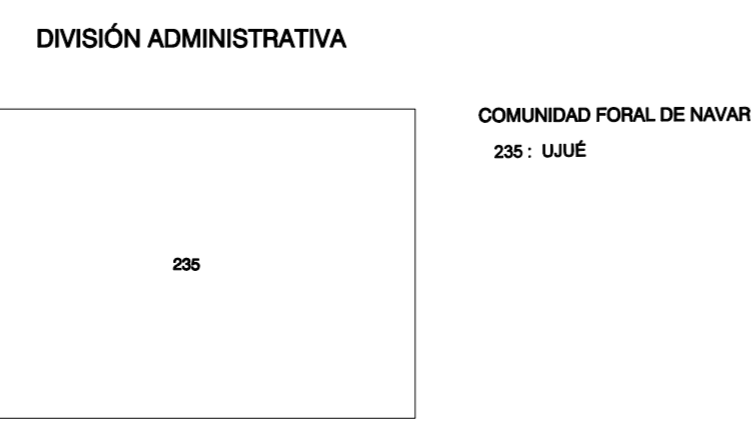 DIVISIÓN ADMINISTRATIVA
COMUNIDAD FORAL DE NAVAR
235 : UJUÉ
235